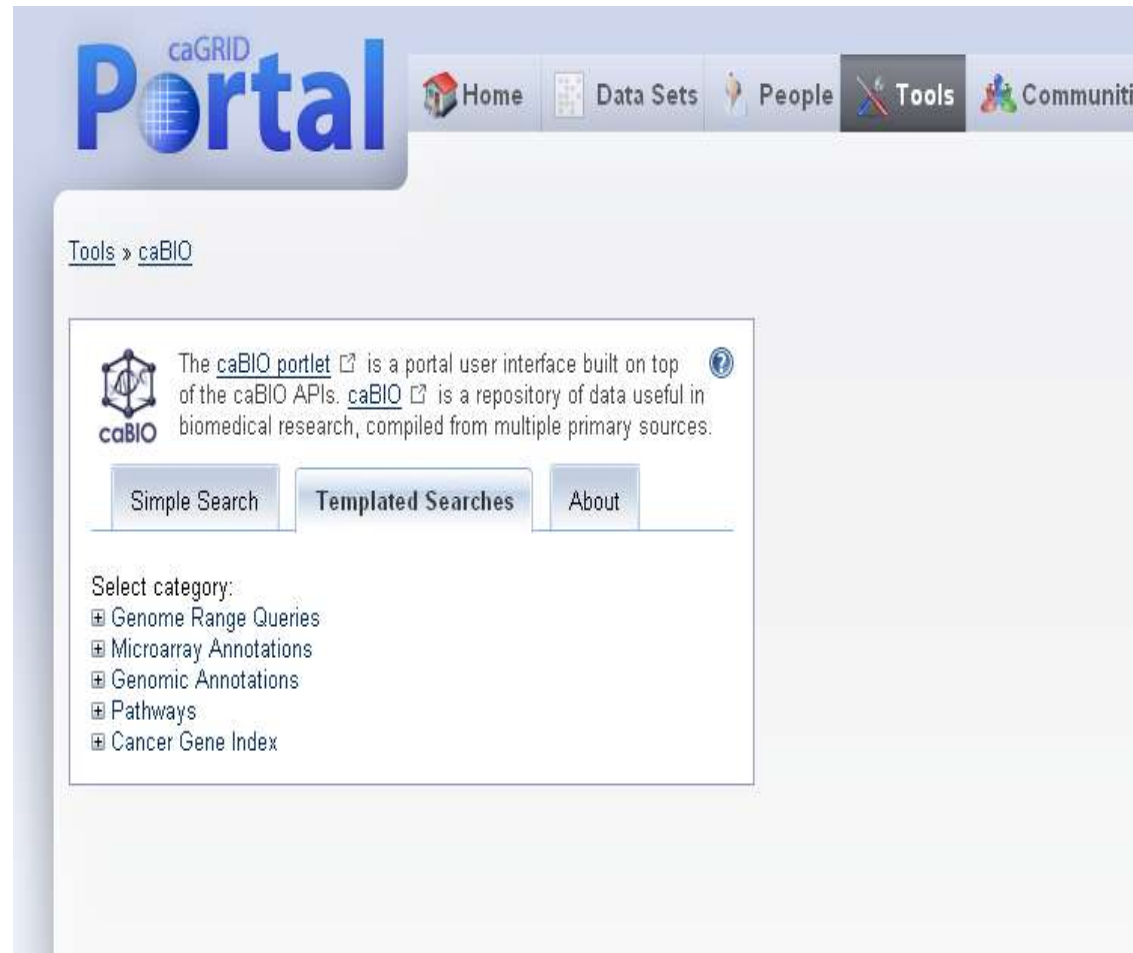 caGRID
Portal
Home Data Sets People Tools Communiti
Tools » caBIO
The caBIO portlet is a portal user interface built on top
of the caBIO APIs. caBIO is a repository of data useful in
biomedical research, compiled from multiple primary sources.
caBIO
Simple Search Templated Searches About
Select category:
Genome Range Queries
Microarray Annotations
Genomic Annotations
Pathways
Cancer Gene Index